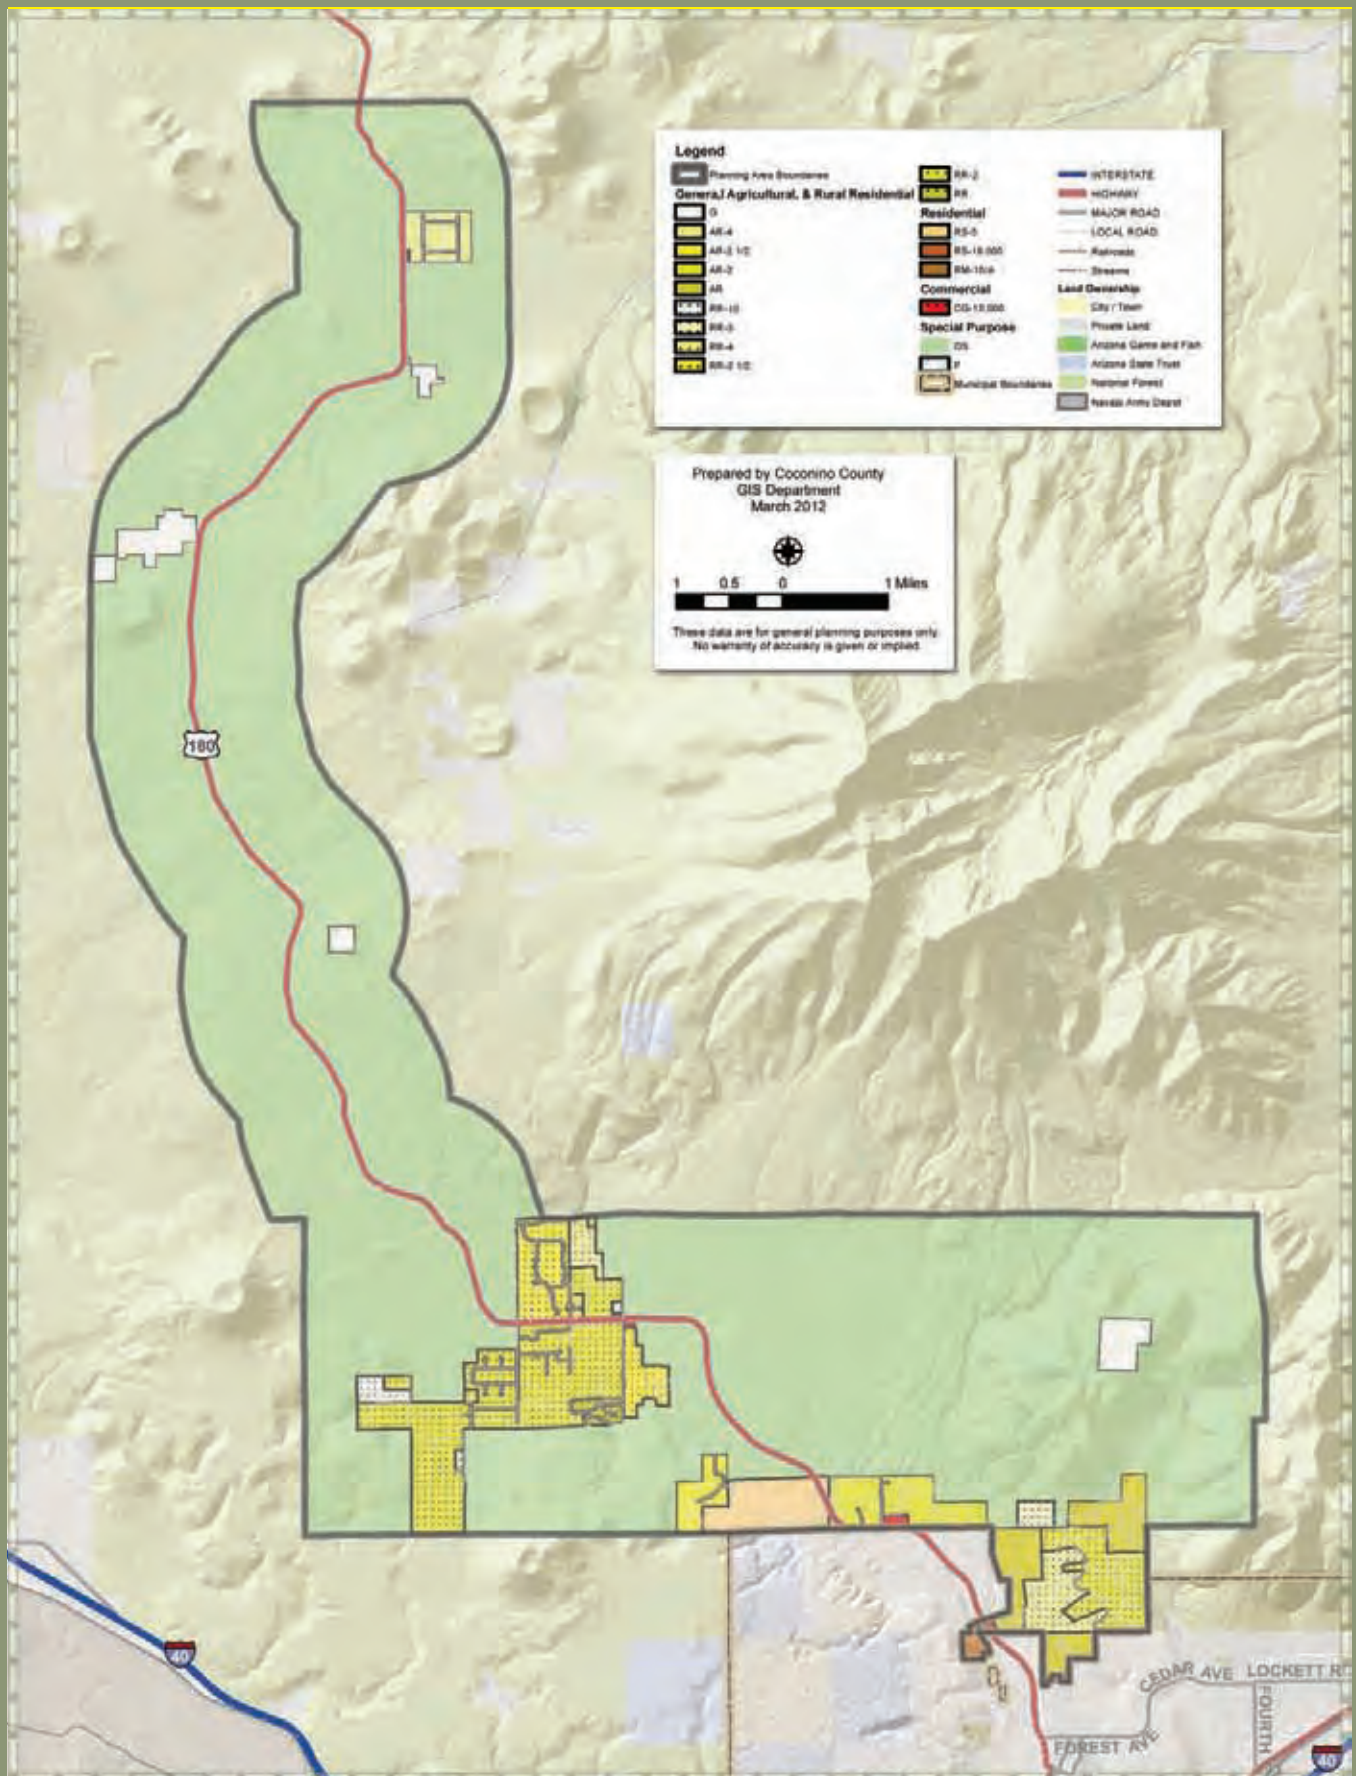 Legend
Planning Area Boundaries
General Agricultural, & Rural Residential
G
AR-4
AR-2 1/2
AR-2
AR
RR-10
RR-5
RR-4
RR-2 1/2
RR-2
RR
Residential
RS-5
RS-10,000
RM-10/A
Commercial
CG-10,000
Special Purpose
OS
P
Municipal Boundaries
INTERSTATE
HIGHWAY
MAJOR ROAD
LOCAL ROAD
Railroads
Streams
Land Ownership
City / Town
Private Land
Arizona Game and Fish
Arizona State Trust
National Forest
Navajo Army Depot
Prepared by Coconino County
GIS Department
March 2012
1 0.5 0 1 Miles
These data are for general planning purposes only.
No warranty of accuracy is given or implied.
180
40
CEDAR AVE LOCKETT RD
FOURTH
FOREST AVE
40